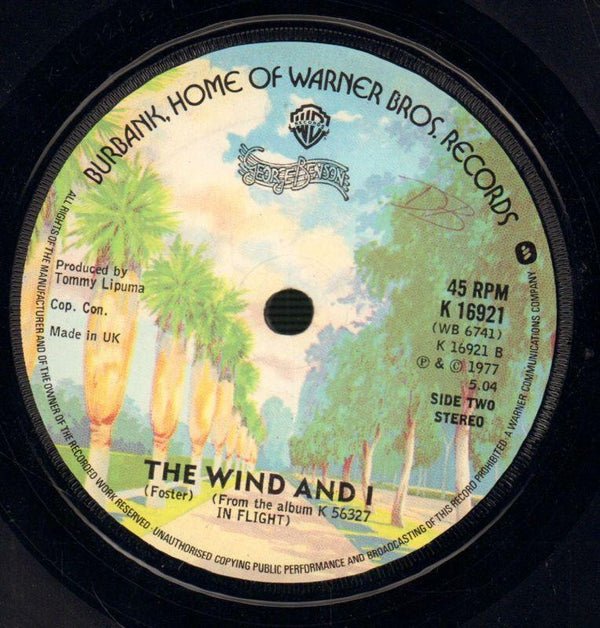 BURBANK, HOME OF WARNER BROS. RECORDS
RECORDS
GEORGE BENSON
Produced by
Tommy Lipuma
Cop. Con.
Made in UK
45 RPM
K 16921
(WB 6741)
K 16921 B
Ⓟ & © 1977
5.04
SIDE TWO
STEREO
THE WIND AND I
(Foster) (From the album K 56327
IN FLIGHT)
ALL RIGHTS OF THE MANUFACTURER AND OF THE OWNER OF THE RECORDED WORK RESERVED · UNAUTHORISED COPYING PUBLIC PERFORMANCE AND BROADCASTING OF THIS RECORD PROHIBITED · A WARNER COMMUNICATIONS COMPANY